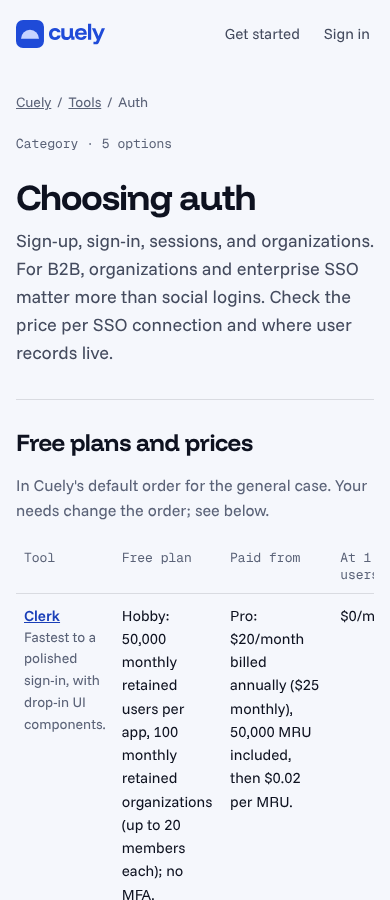 cuely
Get started
Sign in
Cuely / Tools / Auth
Category · 5 options
Choosing auth
Sign-up, sign-in, sessions, and organizations.
For B2B, organizations and enterprise SSO
matter more than social logins. Check the
price per SSO connection and where user
records live.
Free plans and prices
In Cuely's default order for the general case. Your
needs change the order; see below.
Tool
Free plan
Paid from
At 1
users
Clerk
Fastest to a
polished
sign-in, with
drop-in UI
components.
Hobby:
50,000
monthly
retained
users per
app, 100
monthly
retained
organizations
(up to 20
members
each); no
MFA.
Pro:
$20/month
billed
annually ($25
monthly),
50,000 MRU
included,
then $0.02
per MRU.
$0/m